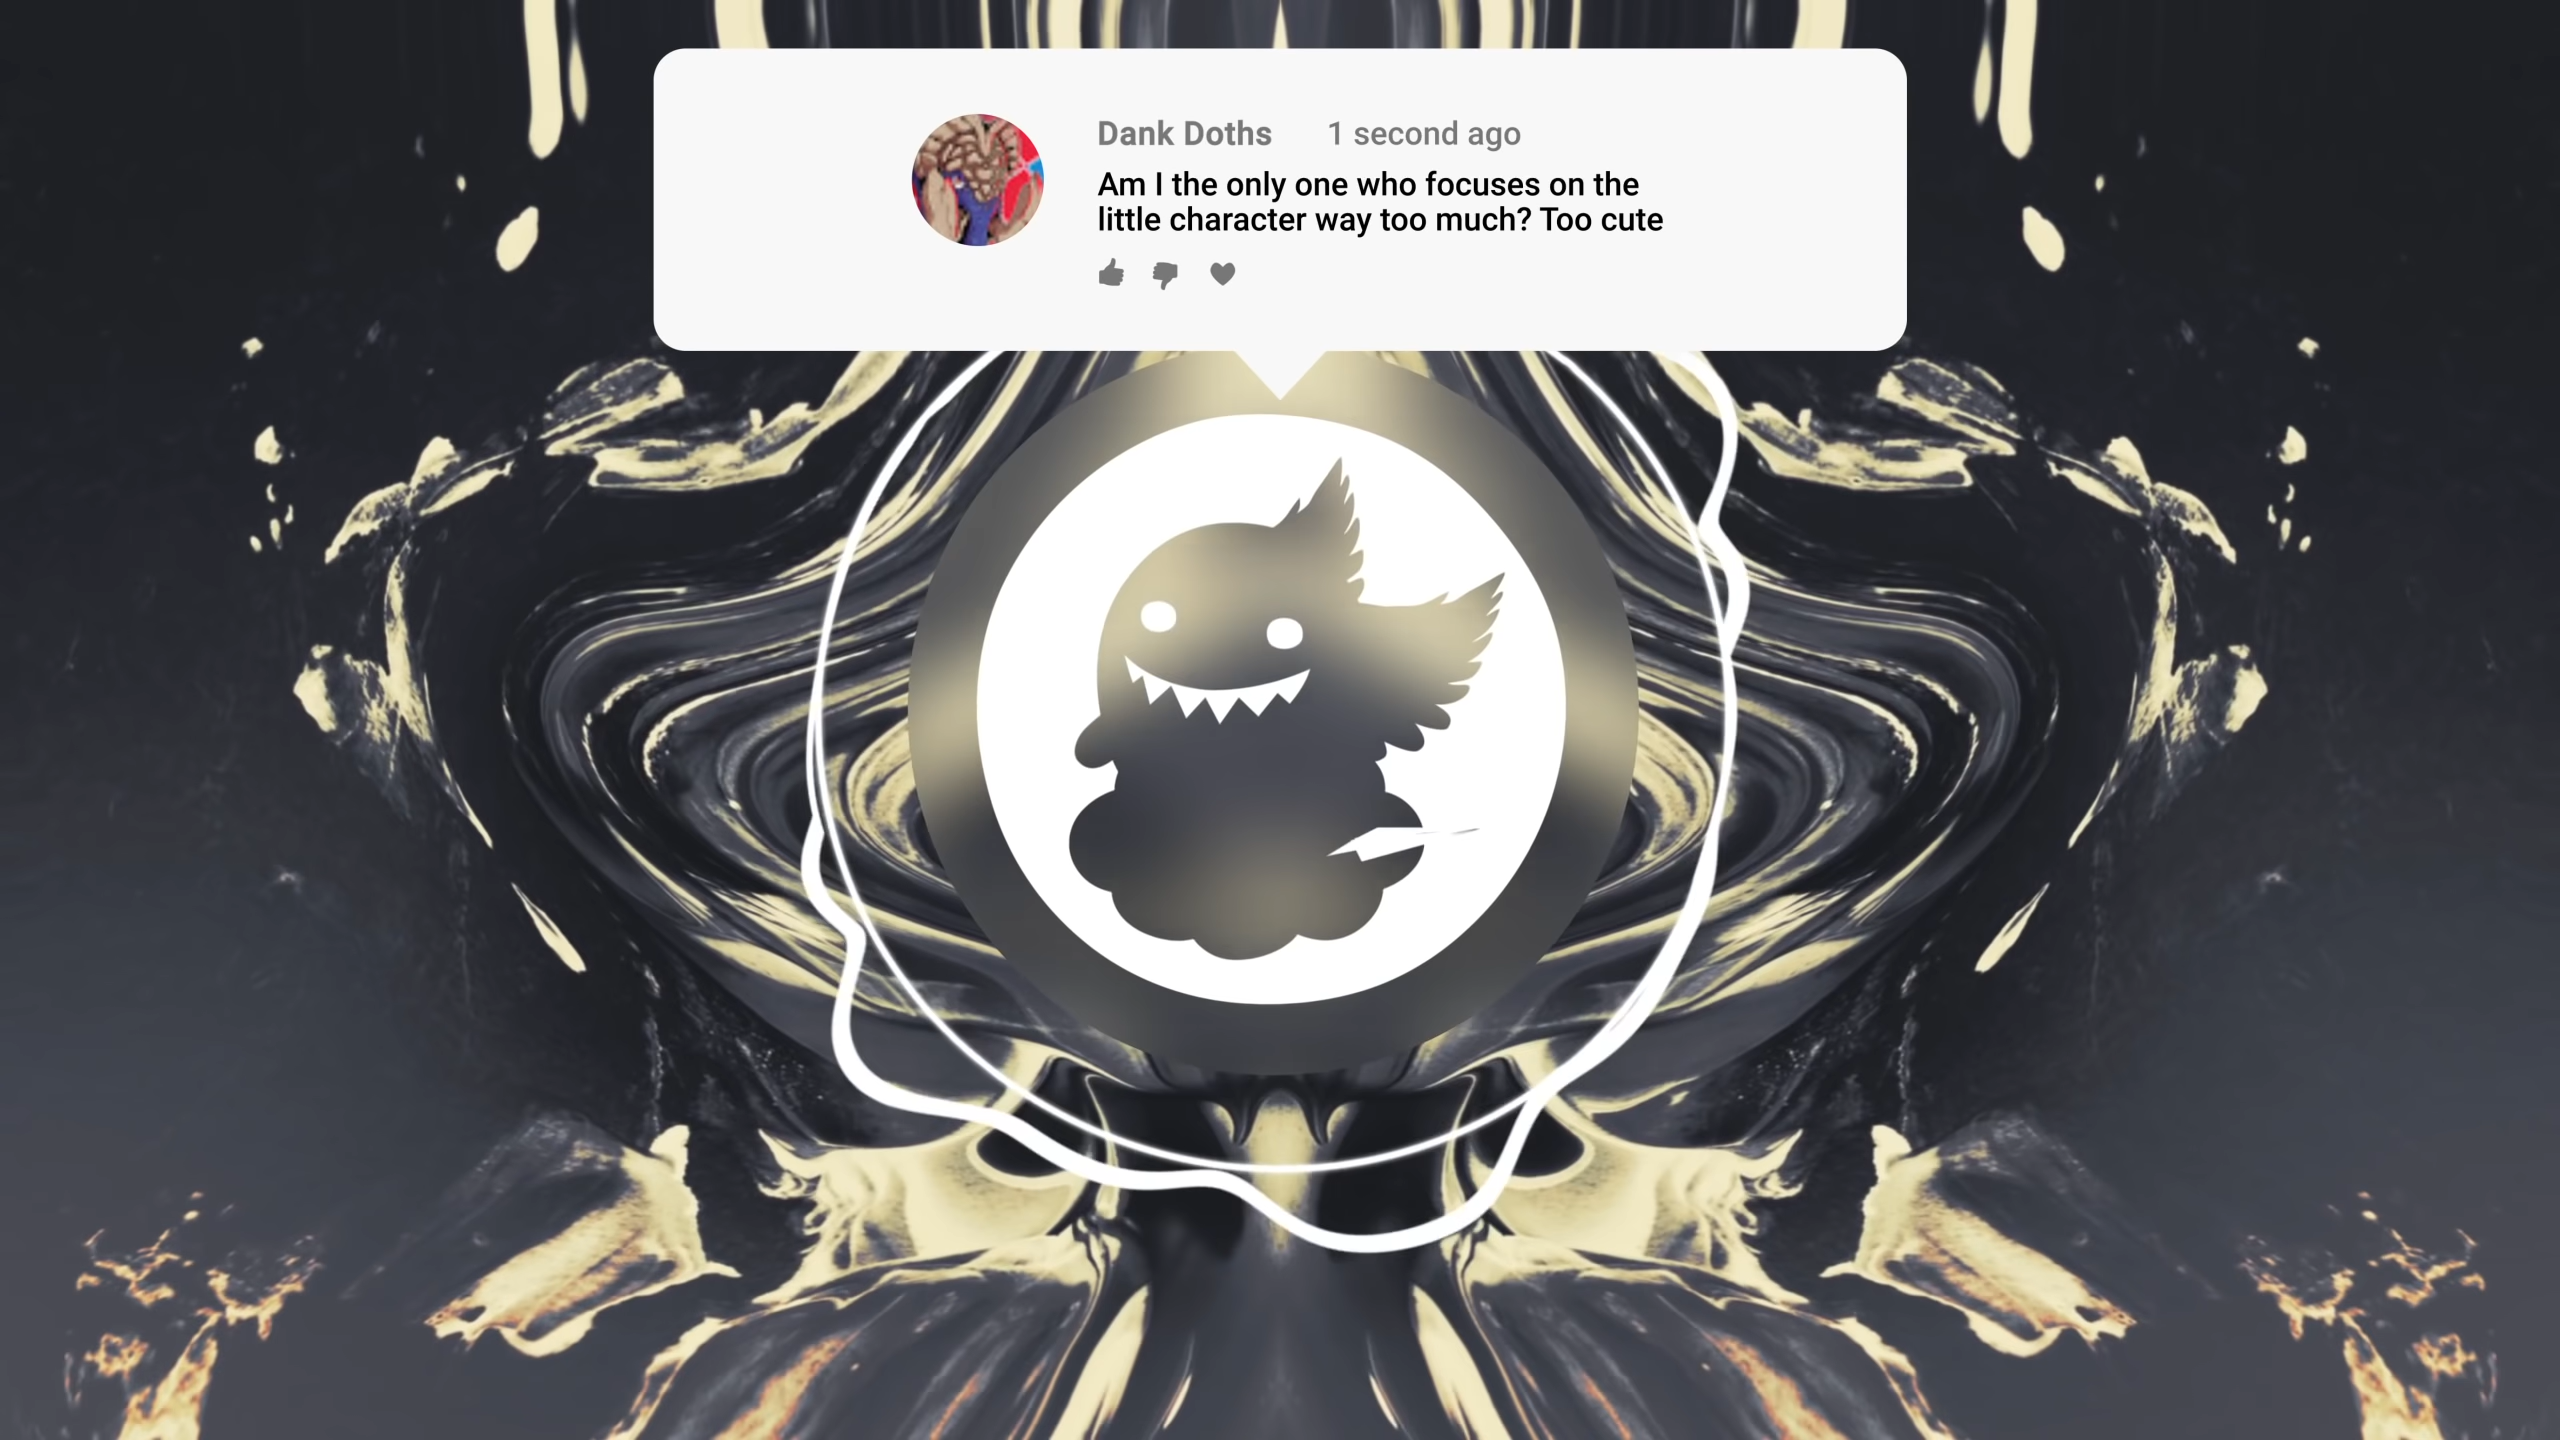 Dank Doths 1 second ago
Am I the only one who focuses on the
little character way too much? Too cute